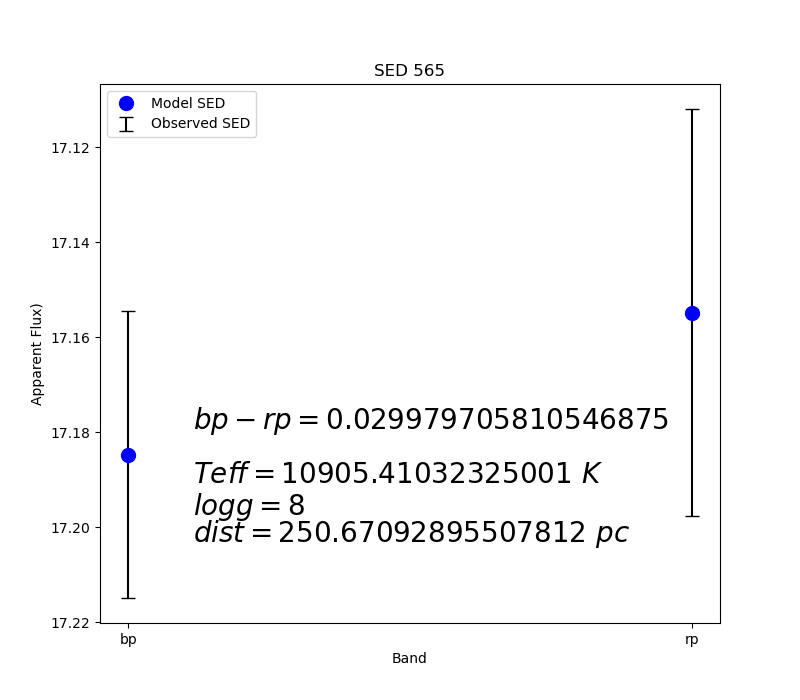 SED 565
Model SED
Observed SED
17.12
17.14
17.16
17.18
17.20
17.22
Apparent Flux)
bp − rp = 0.029979705810546875
Teff = 10905.41032325001 K
logg = 8
dist = 250.67092895507812 pc
bp
rp
Band